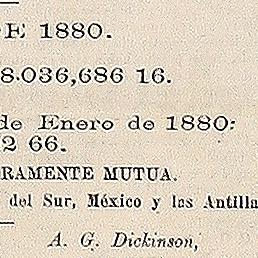 DE 1880.
8.036,686 16.
de Enero de 1880:
2 66.
RAMENTE MUTUA.
del Sur, México y las Antilla
A. G. Dickinson,